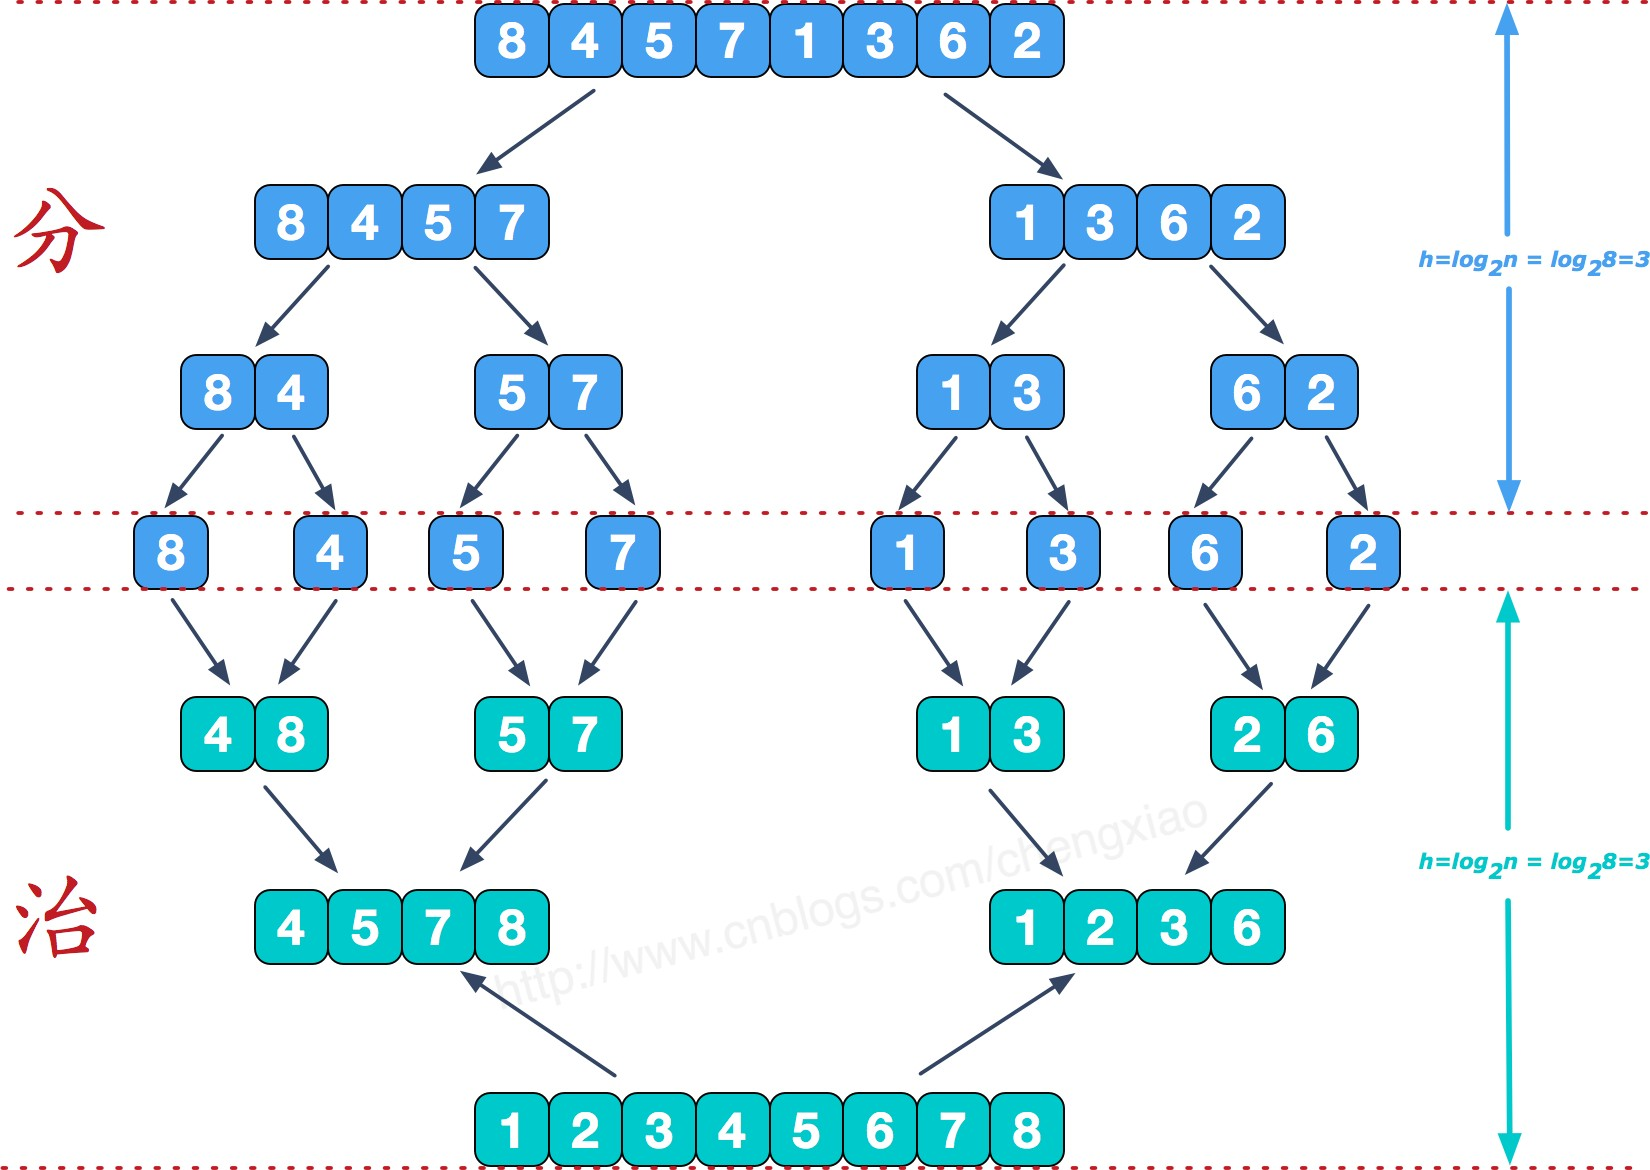 8 4 5 7 1 3 6 2
分
8 4 5 7 1 3 6 2
h=log2n = log28=3
8 4 5 7 1 3 6 2
8 4 5 7 1 3 6 2
4 8 5 7 1 3 2 6
h=log2n = log28=3
治
4 5 7 8 1 2 3 6
http://www.cnblogs.com/chengxiao
1 2 3 4 5 6 7 8